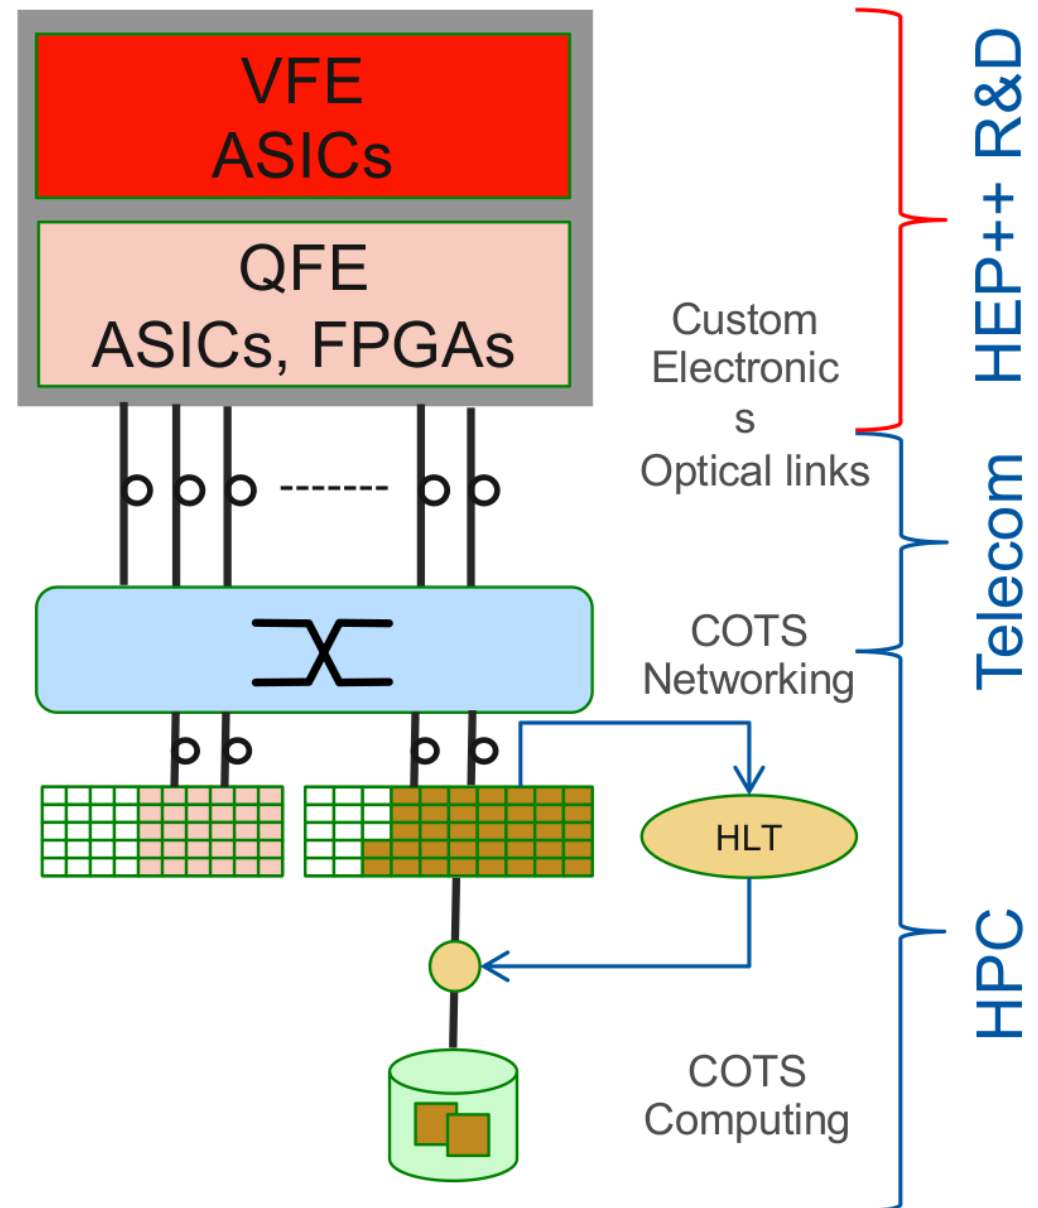 VFE
ASICs
QFE
ASICs, FPGAs
Custom
Electronic
s
Optical links
COTS
Networking
HLT
COTS
Computing
HEP++ R&D
Telecom
HPC